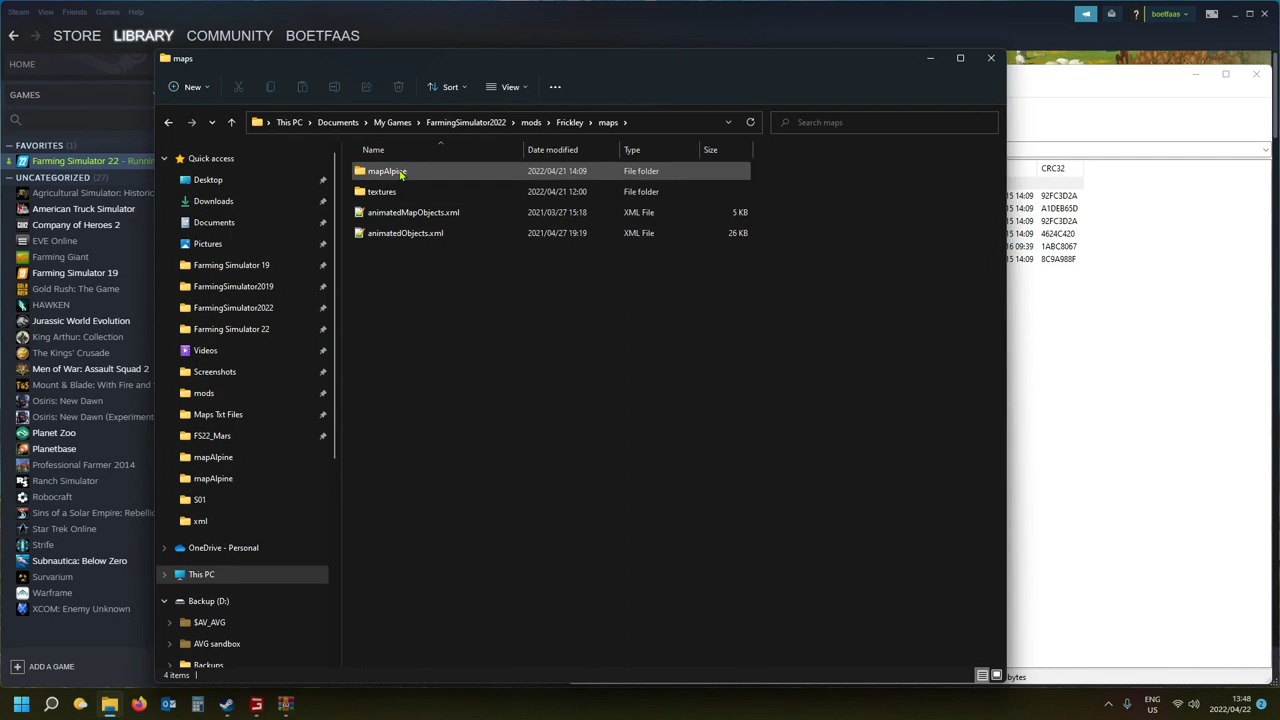 Steam View Friends Games Help
boetfaas
STORE LIBRARY COMMUNITY BOETFAAS
HOME
GAMES
FAVORITES (1)
Farming Simulator 22 - Runnin
UNCATEGORIZED (97)
Agricultural Simulator: Histor
American Truck Simulator
Company of Heroes 2
EVE Online
Farming Giant
Farming Simulator 19
Gold Rush: The Game
HAWKEN
Jurassic World Evolution
King Arthur: Collection
The Kings' Crusade
Men of War: Assault Squad 2
Mount & Blade: With Fire and
Osiris: New Dawn
Osiris: New Dawn (Experiment
Planet Zoo
Planetbase
Professional Farmer 2014
Ranch Simulator
Robocraft
Sins of a Solar Empire: Rebelli
Star Trek Online
Strife
Subnautica: Below Zero
Survarium
Warframe
XCOM: Enemy Unknown
ADD A GAME
maps
New Sort View
This PC Documents My Games FarmingSimulator2022 mods Frickley maps
Search maps
Quick access
Desktop
Downloads
Documents
Pictures
Farming Simulator 19
FarmingSimulator2019
FarmingSimulator2022
Farming Simulator 22
Videos
Screenshots
mods
Maps Txt Files
FS22_Mars
mapAlpine
mapAlpine
S01
xml
OneDrive - Personal
This PC
Backup (D:)
$AV_AVG
AVG sandbox
Backups
Name Date modified Type Size
mapAlpine 2022/04/21 14:09 File folder
textures 2022/04/21 12:00 File folder
animatedMapObjects.xml 2021/03/27 15:18 XML File 5 KB
animatedObjects.xml 2021/04/27 19:19 XML File 26 KB
4 items
CRC32
15 14:09 92FC3D2A
15 14:09 A1DEB65D
15 14:09 92FC3D2A
15 14:09 4624C420
16 09:39 1ABC8067
15 14:09 8C9A988F
bytes
ENG
US
13:48
2022/04/22
2